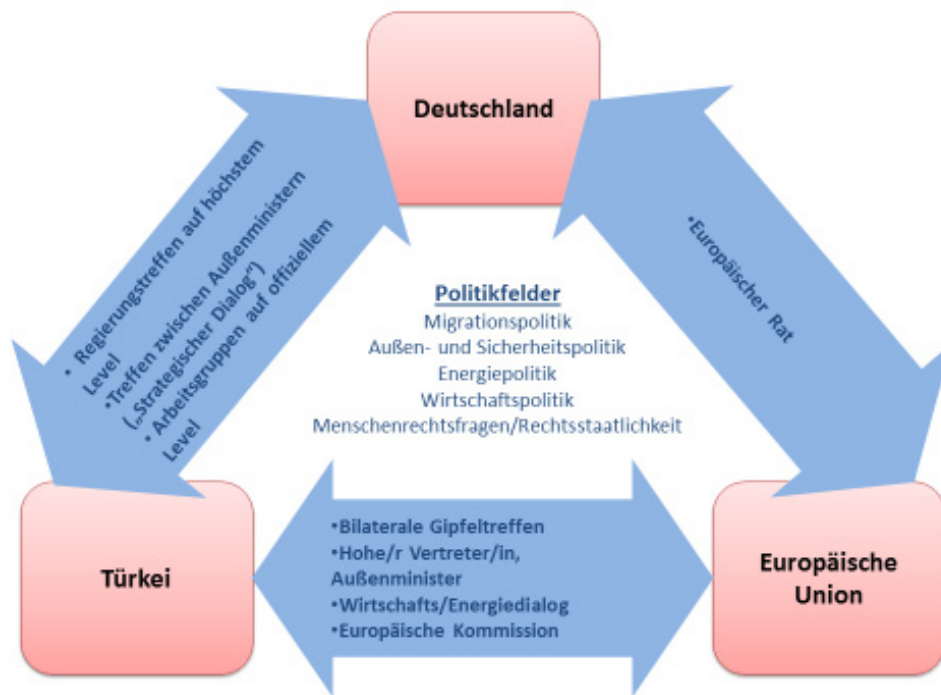 Deutschland
• Regierungstreffen auf höchstem
Level
•Treffen zwischen Außenministern
(„Strategischer Dialog“)
• Arbeitsgruppen auf offiziellem
Level
•Europäischer Rat
Politikfelder
Migrationspolitik
Außen- und Sicherheitspolitik
Energiepolitik
Wirtschaftspolitik
Menschenrechtsfragen/Rechtsstaatlichkeit
Türkei
•Bilaterale Gipfeltreffen
•Hohe/r Vertreter/in,
Außenminister
•Wirtschafts/Energiedialog
•Europäische Kommission
Europäische
Union